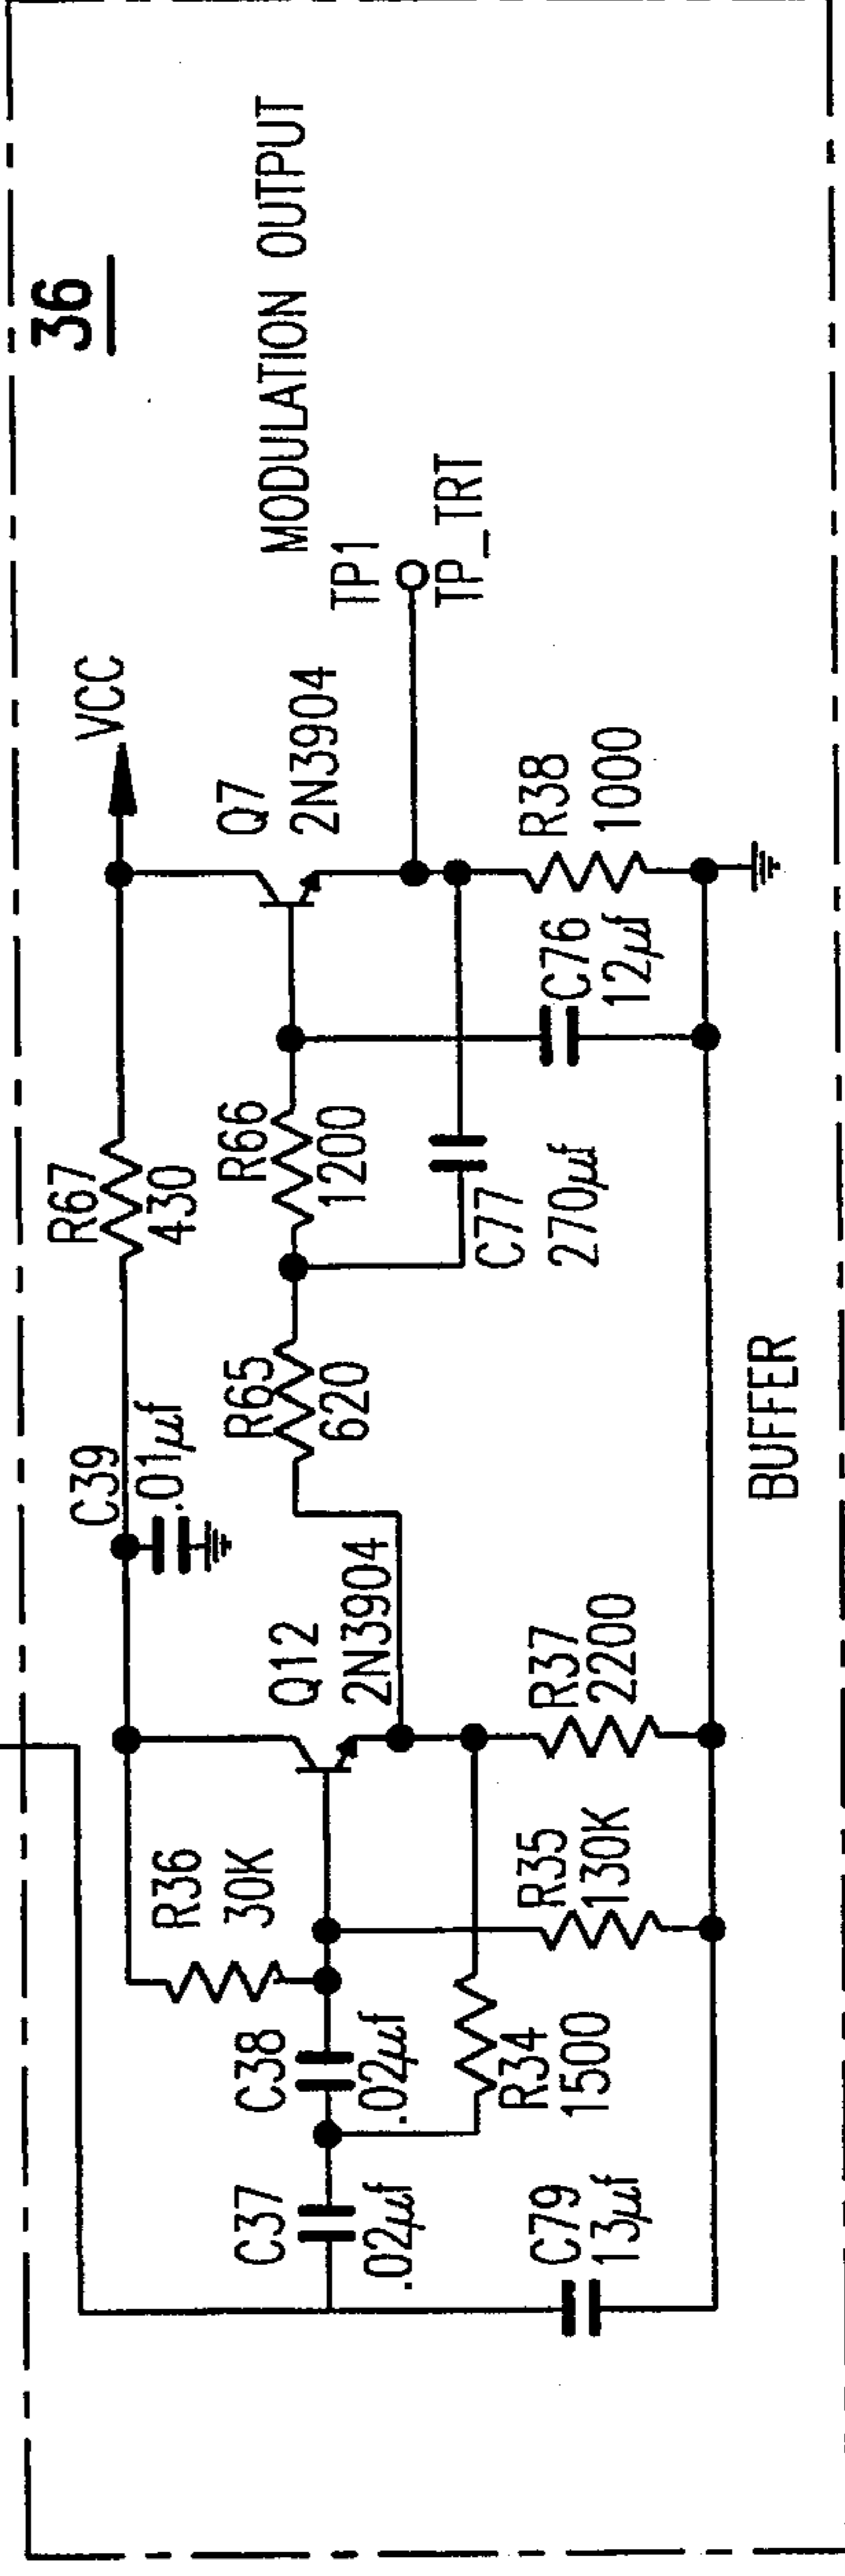 36
VCC
MODULATION OUTPUT
R67
430
C39
.01µf
Q7
2N3904
TP1
TP_TRT
R66
1200
R65
620
C77
270µf
C76
12µf
R38
1000
Q12
2N3904
R36
30K
C38
.02µf
C37
.02µf
R34
1500
R35
130K
R37
2200
C79
13µf
BUFFER